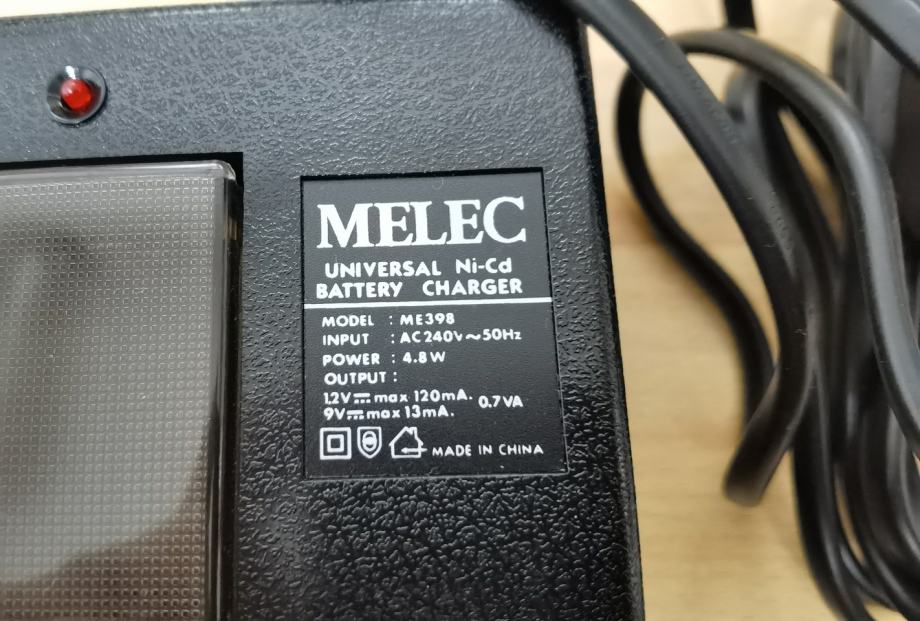 MELEC
UNIVERSAL Ni-Cd
BATTERY CHARGER
MODEL : ME398
INPUT : AC240V~50Hz
POWER : 4.8W
OUTPUT :
1.2V⎓max 120mA. 0.7VA
9V⎓max 13mA.
MADE IN CHINA